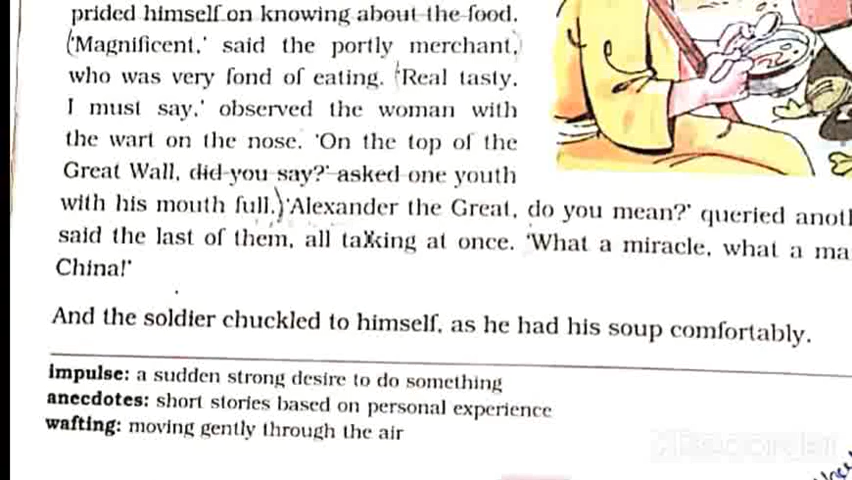 prided himself on knowing about the food.
('Magnificent,' said the portly merchant,
who was very fond of eating. 'Real tasty,
I must say,' observed the woman with
the wart on the nose. 'On the top of the
Great Wall, did you say?' asked one youth
with his mouth full.) 'Alexander the Great, do you mean?' queried
said the last of them, all talking at once. 'What a miracle, what a
China!'
And the soldier chuckled to himself, as he had his soup comfortably.
impulse: a sudden strong desire to do something
anecdotes: short stories based on personal experience
wafting: moving gently through the air